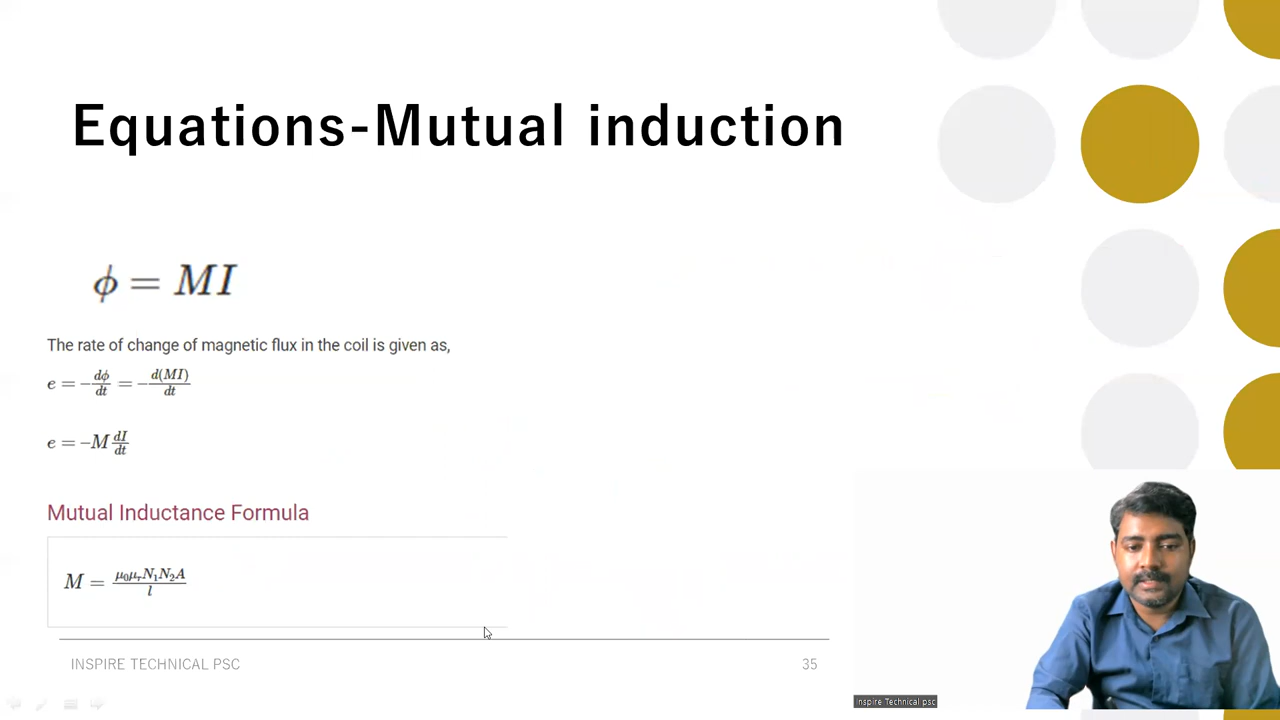 Equations-Mutual induction
ϕ = MI
The rate of change of magnetic flux in the coil is given as,
e = −dϕ/dt = −d(MI)/dt
e = –M dI/dt
Mutual Inductance Formula
M = μ₀μᵣN₁N₂A/l
INSPIRE TECHNICAL PSC
35
Inspire Technical psc